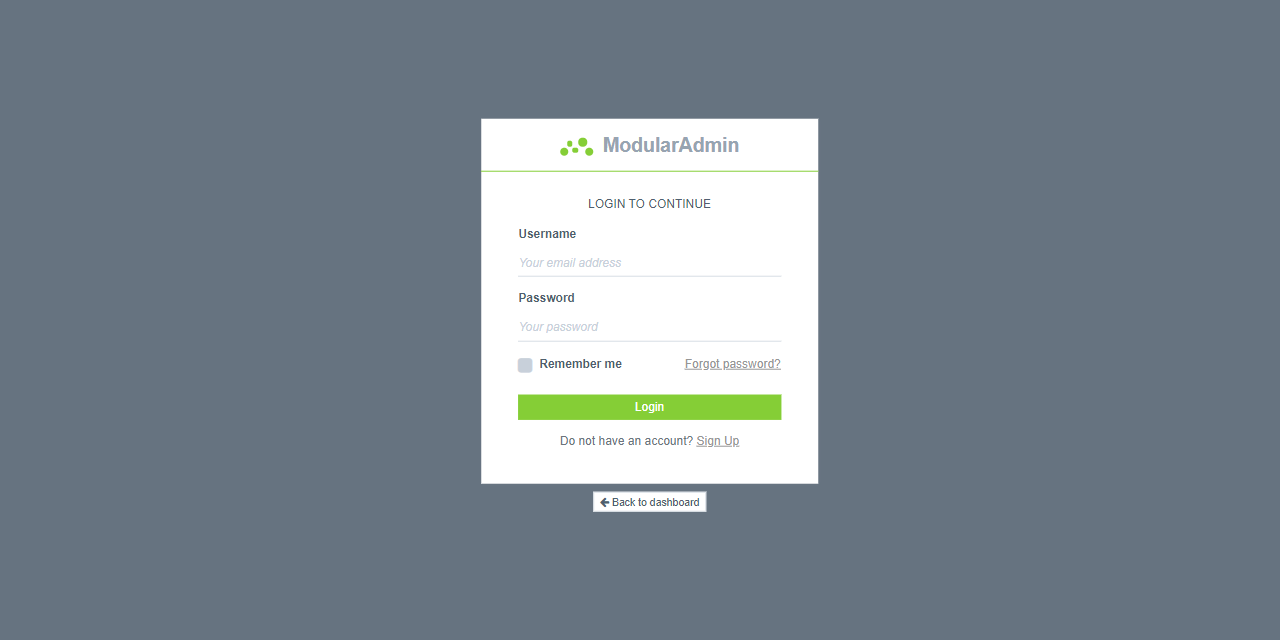 ModularAdmin
LOGIN TO CONTINUE
Username
Your email address
Password
Your password
Remember me Forgot password?
Login
Do not have an account? Sign Up
Back to dashboard